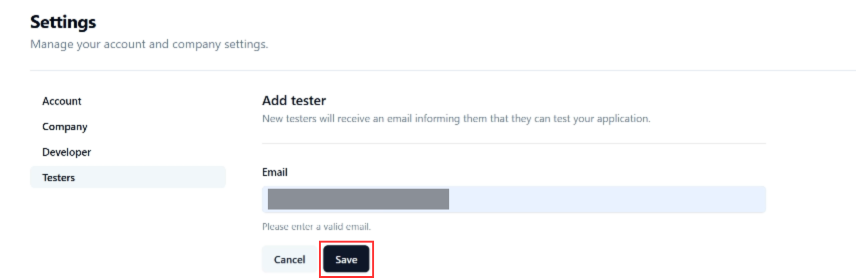 Settings
Manage your account and company settings.
Account
Company
Developer
Testers
Add tester
New testers will receive an email informing them that they can test your application.
Email
Please enter a valid email.
Cancel
Save